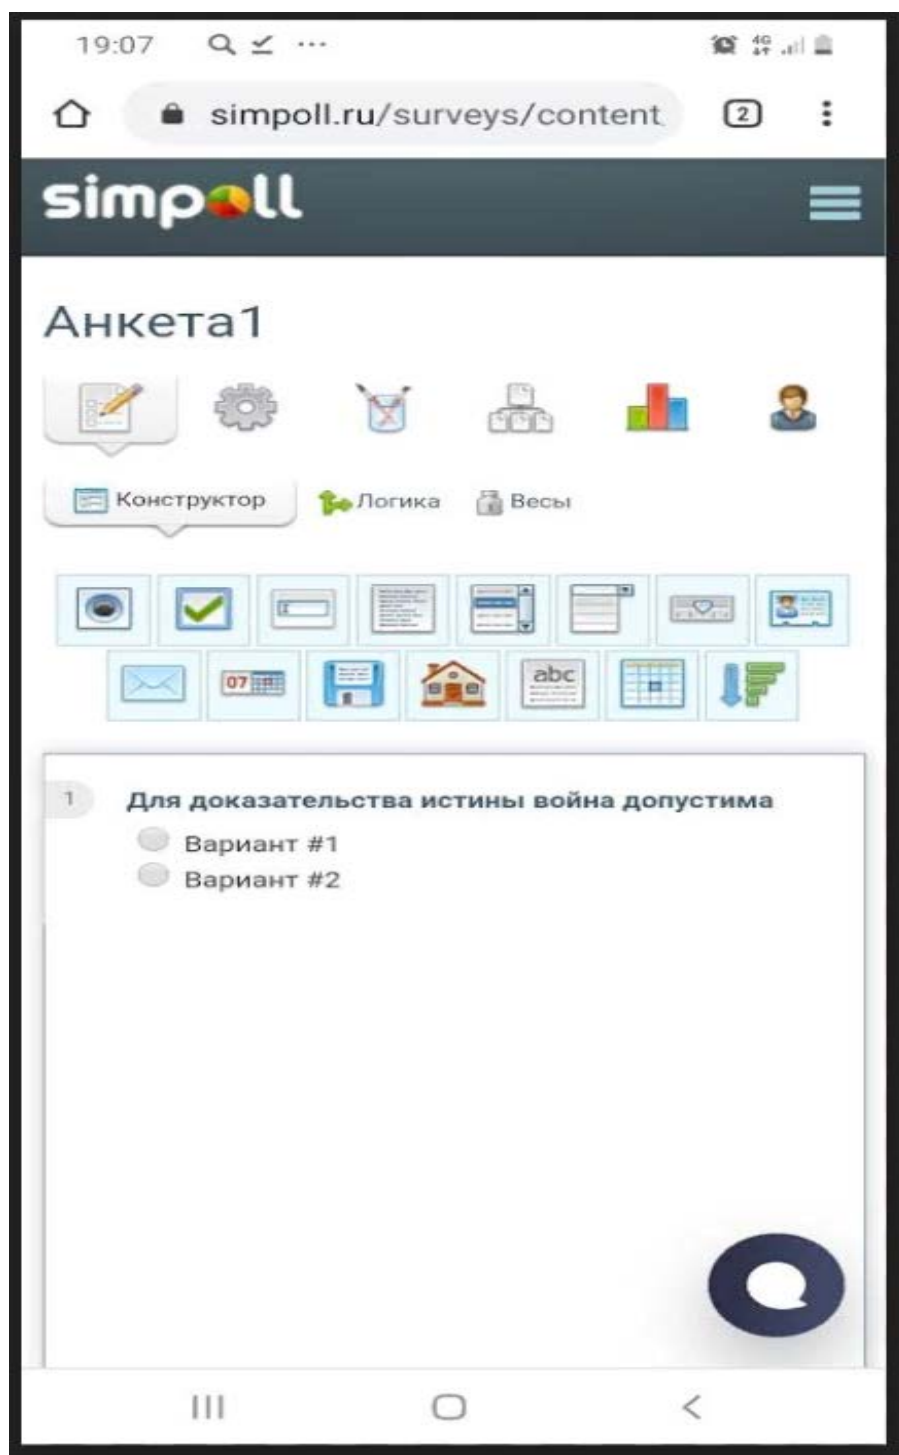 19:07
4G
simpoll.ru/surveys/content
2
simpoll
Анкета1
Конструктор
Логика
Весы
07
abc
1
Для доказательства истины война допустима
Вариант #1
Вариант #2